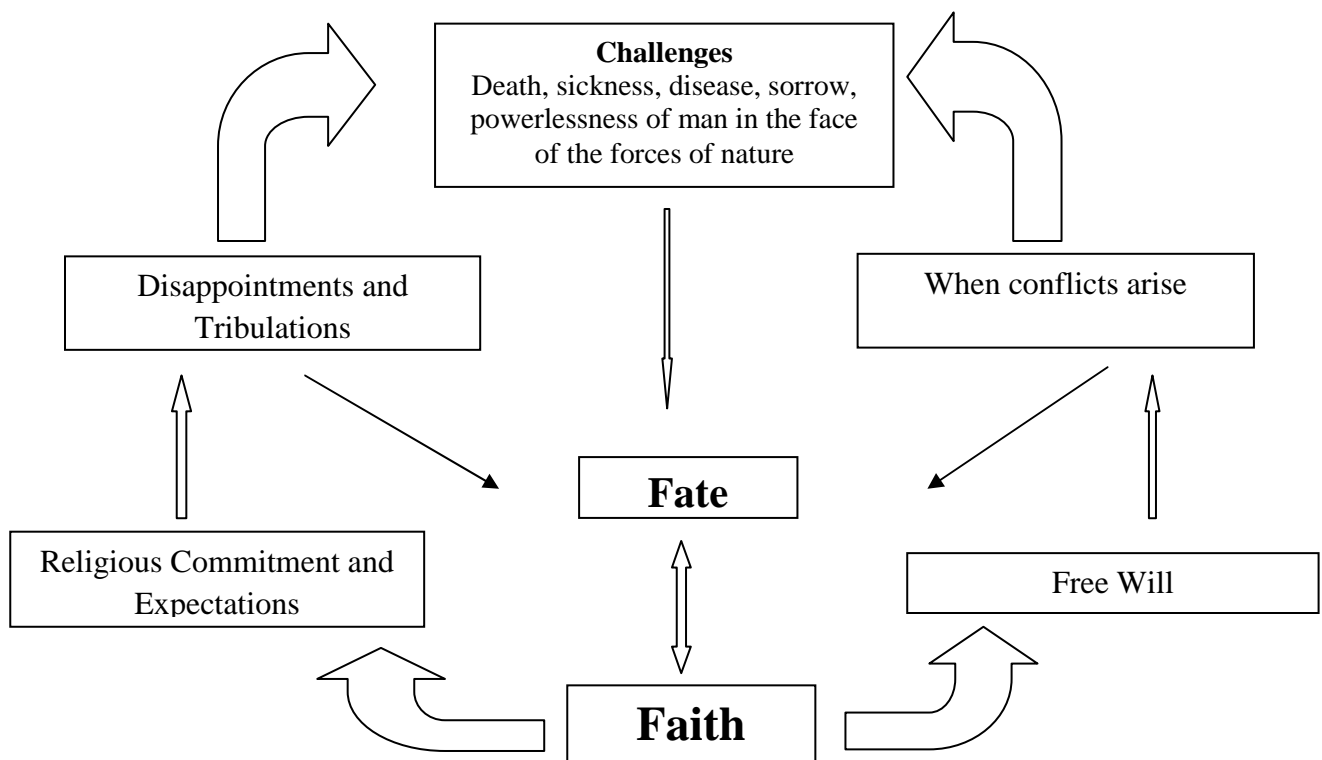 Challenges
Death, sickness, disease, sorrow,
powerlessness of man in the face
of the forces of nature
Disappointments and
Tribulations
When conflicts arise
Fate
Religious Commitment and
Expectations
Free Will
Faith